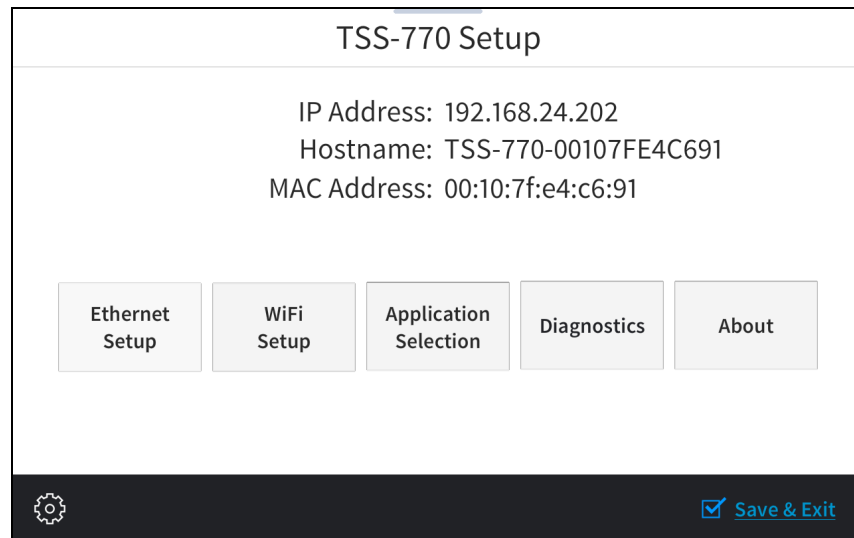 TSS-770 Setup
IP Address: 192.168.24.202
Hostname: TSS-770-00107FE4C691
MAC Address: 00:10:7f:e4:c6:91
Ethernet
Setup
WiFi
Setup
Application
Selection
Diagnostics
About
Save & Exit